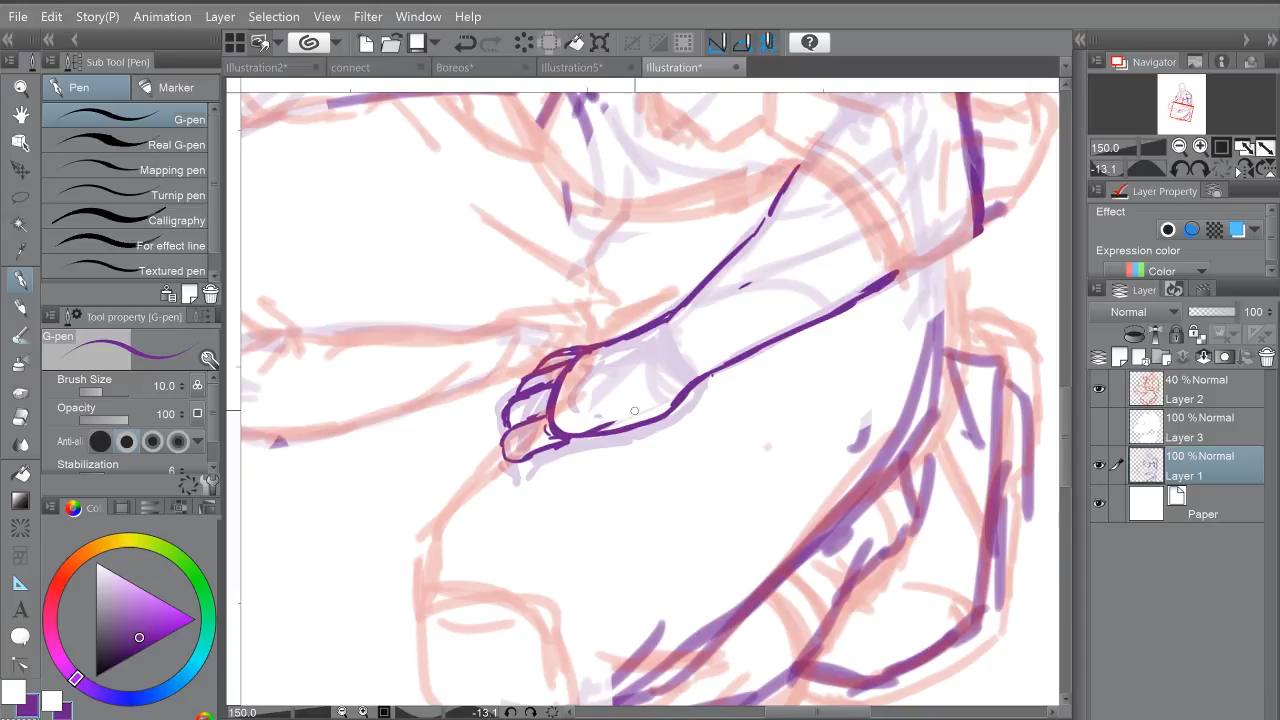 File Edit Story(P) Animation Layer Selection View Filter Window Help
Sub Tool [Pen]
Pen Marker
G-pen
Real G-pen
Mapping pen
Turnip pen
Calligraphy
For effect line
Textured pen
Tool property [G-pen]
G-pen
Brush Size 10.0
Opacity 100
Anti-al
Stabilization 6
Col
Illustration2* connect Boreos* Illustration5* Illustration*
150.0 -13.1
Navigator
150.0
-13.1
Layer Property
Effect
Expression color
Color
Layer
Normal 100
40 %Normal
Layer 2
100 %Normal
Layer 3
100 %Normal
Layer 1
Paper